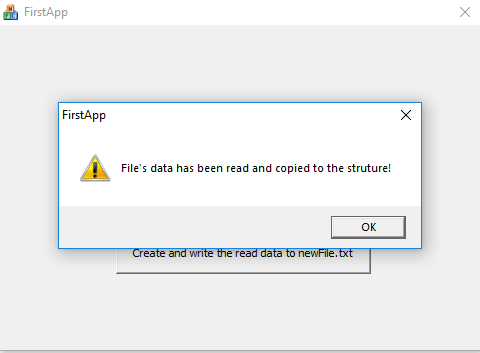 FirstApp
FirstApp
File's data has been read and copied to the struture!
OK
Create and write the read data to newFile.txt